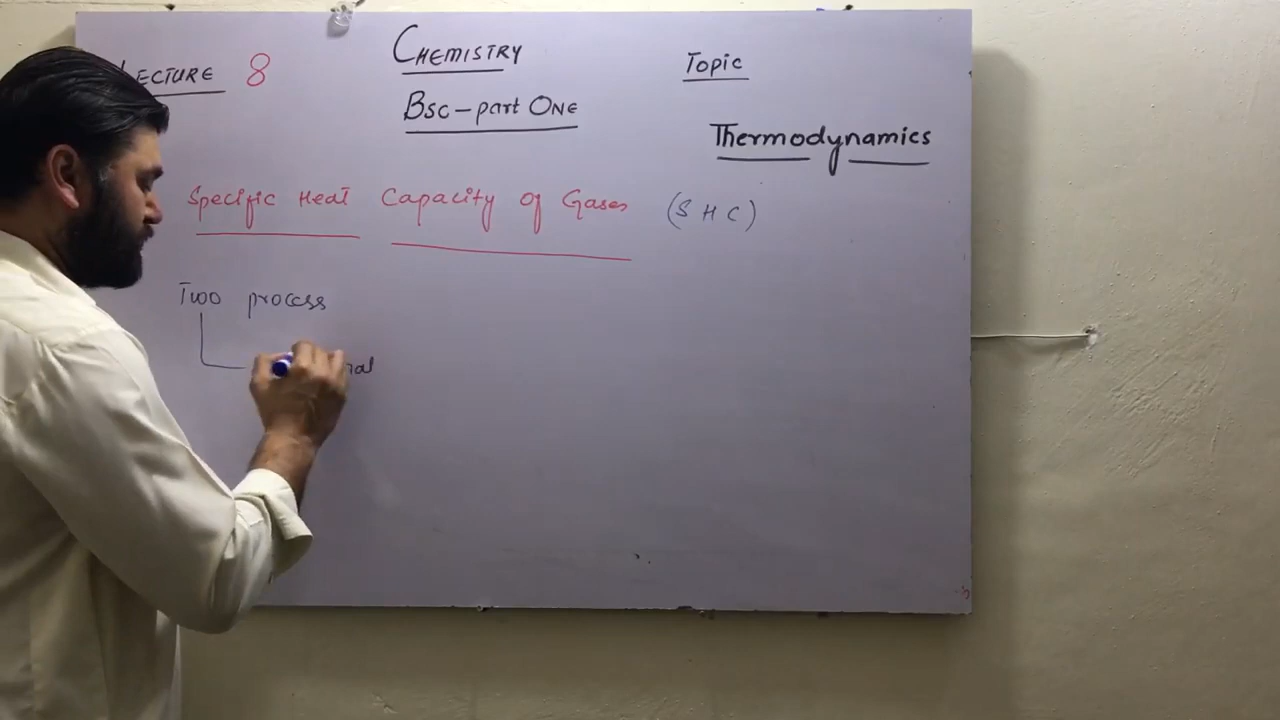 LECTURE 8
CHEMISTRY
Bsc - part ONE
Topic
Thermodynamics
Specific Heat Capacity of Gases (S H C)
Two process